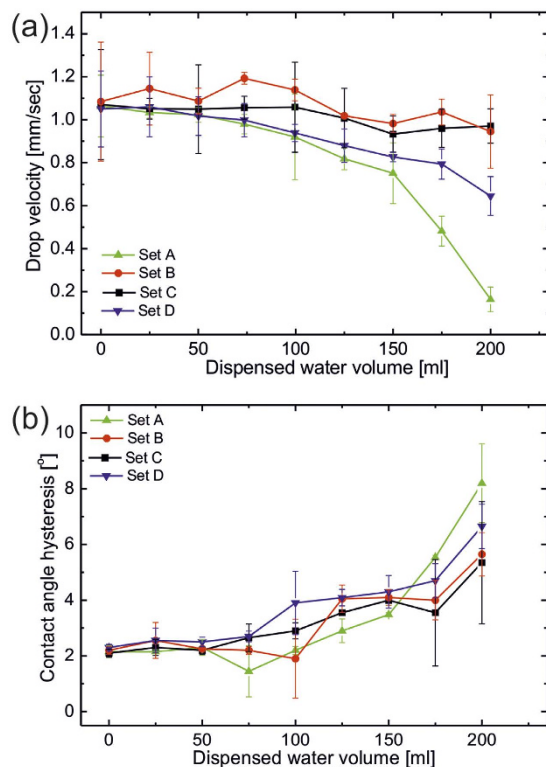 (a)
Drop velocity [mm/sec]
1.4
1.2
1.0
0.8
0.6
0.4
0.2
0.0
Set A
Set B
Set C
Set D
0 50 100 150 200
Dispensed water volume [ml]
(b)
Contact angle hysteresis [°]
10
8
6
4
2
0
Set A
Set B
Set C
Set D
0 50 100 150 200
Dispensed water volume [ml]